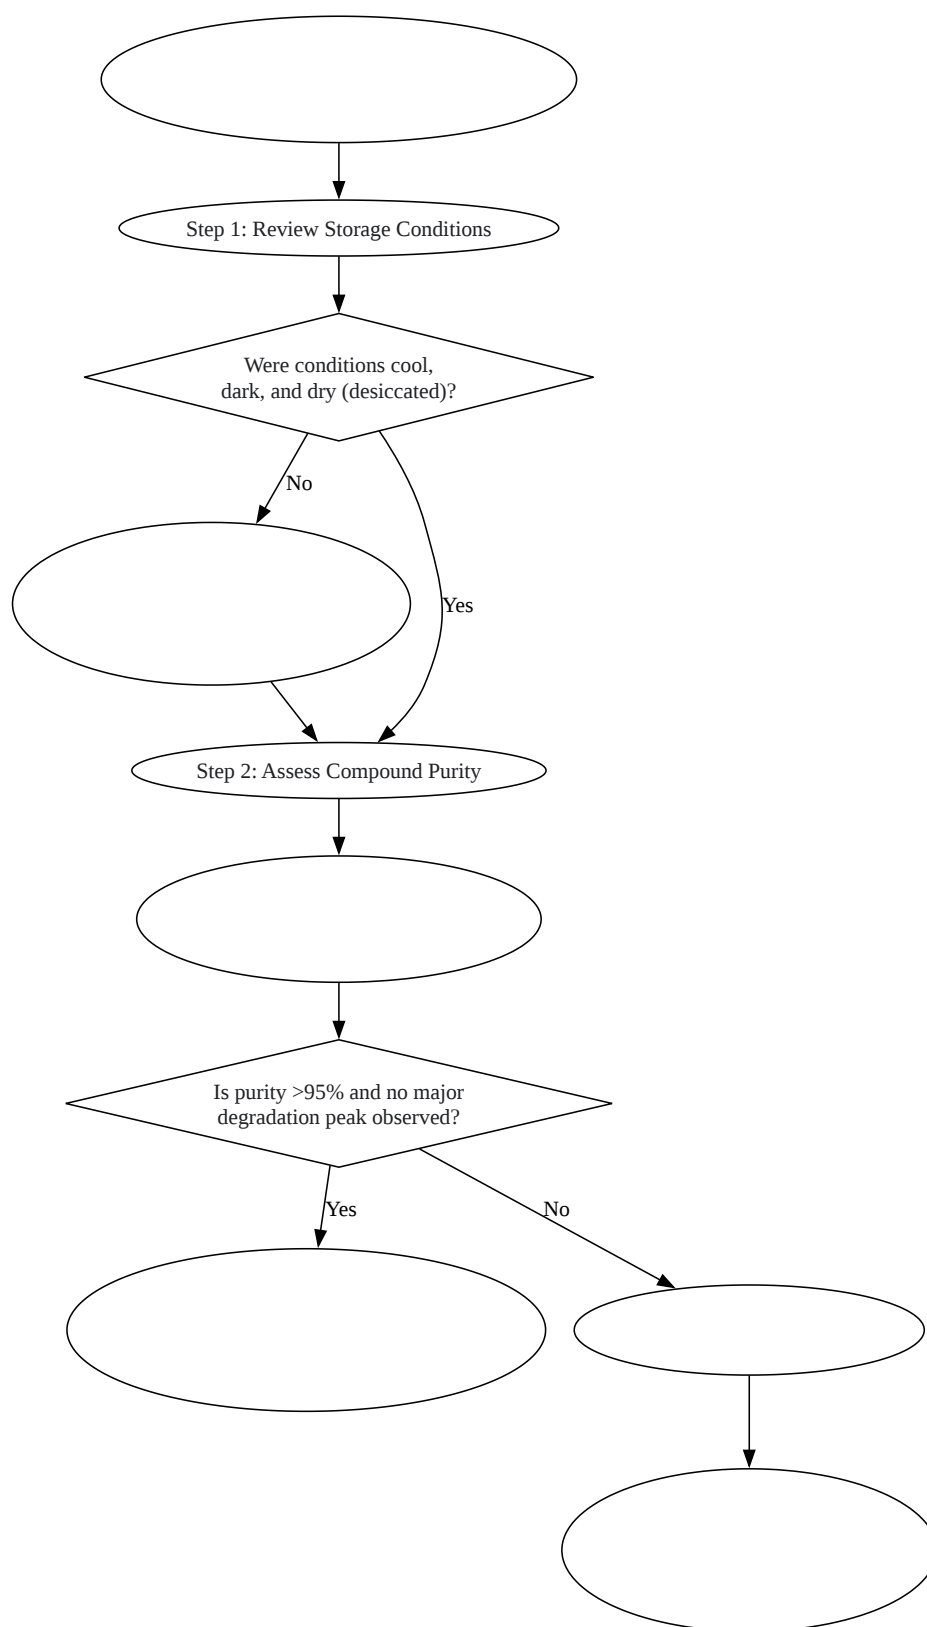 Step 1: Review Storage Conditions
Were conditions cool,
dark, and dry (desiccated)?
No
Yes
Step 2: Assess Compound Purity
Is purity >95% and no major
degradation peak observed?
Yes
No